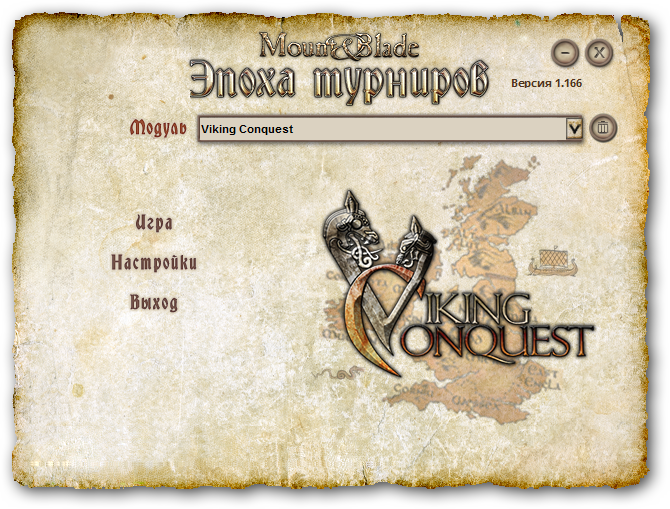 Mount&Blade
Эпоха турниров
Версия 1.166
Модуль
Viking Conquest
Игра
Настройки
Выход
VIKING
CONQUEST